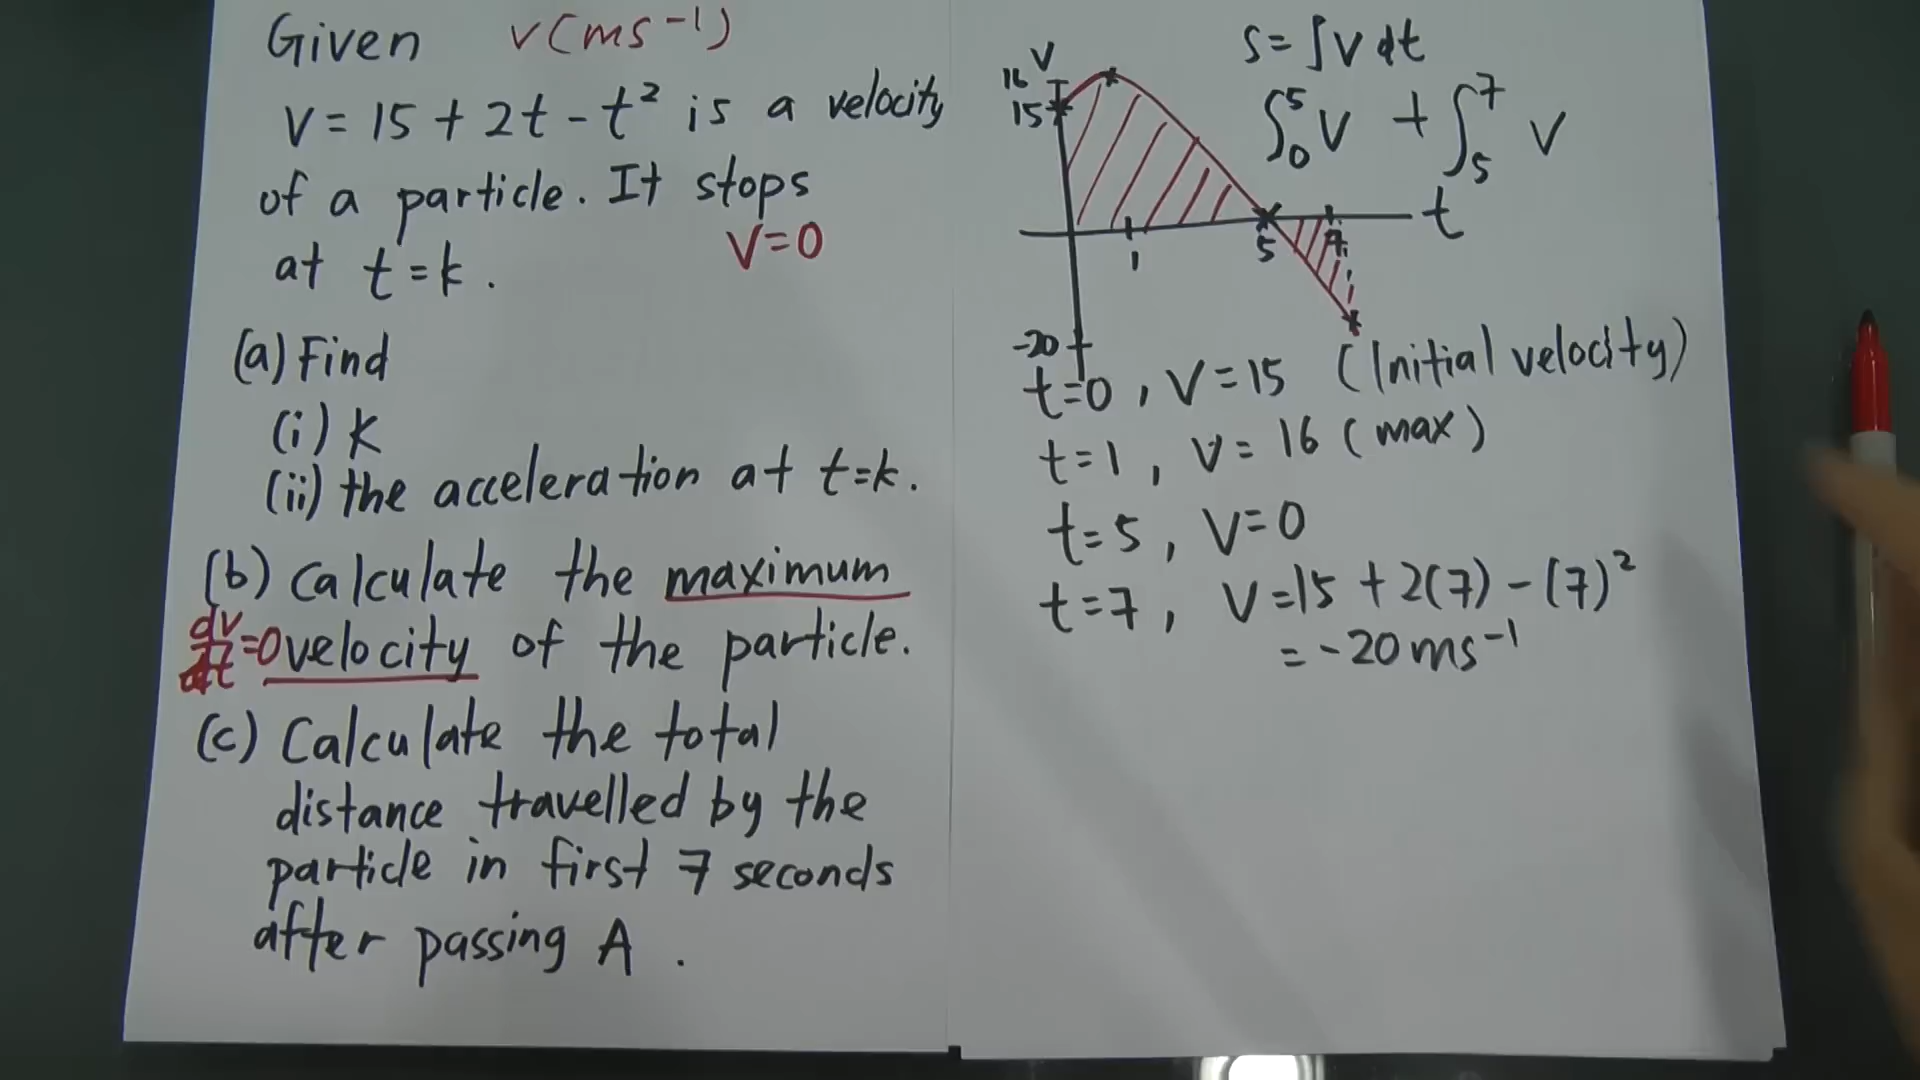 Given v(ms⁻¹)
v = 15 + 2t - t² is a velocity
of a particle. It stops
v=0
at t=k.
(a) Find
(i) k
(ii) the acceleration at t=k.
(b) Calculate the maximum
dv/dt=0 velocity of the particle.
(c) Calculate the total
distance travelled by the
particle in first 7 seconds
after passing A.
s=∫v dt
∫₀⁵ v + ∫₅⁷ v
v
16
15
t
1
5
7
-20
t=0, v=15 (Initial velocity)
t=1, v=16 (max)
t=5, v=0
t=7, v=15 + 2(7) - (7)²
= -20 ms⁻¹